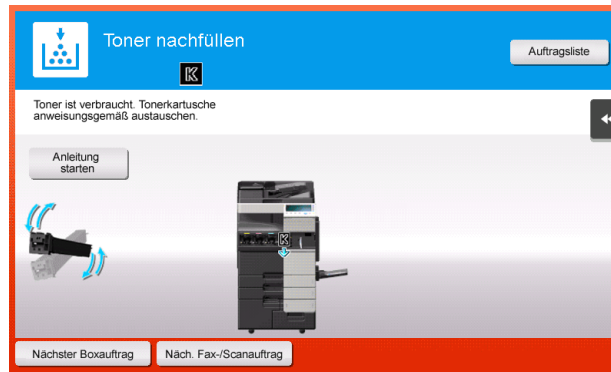 Toner nachfüllen
K
Auftragsliste
Toner ist verbraucht. Tonerkartusche
anweisungsgemäß austauschen.
Anleitung
starten
K
Nächster Boxauftrag
Näch. Fax-/Scanauftrag